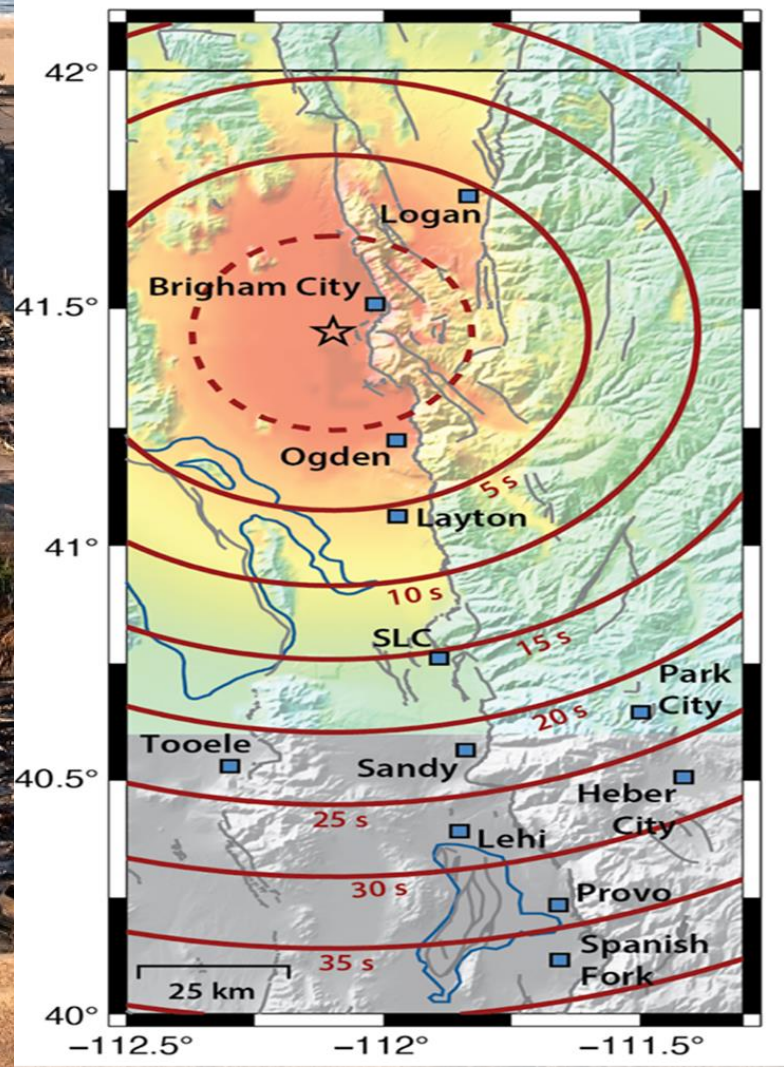 42°
Logan
Brigham City
41.5°
Ogden
5 s
Layton
41°
10 s
SLC
15 s
Park
City
20 s
Tooele
Sandy
40.5°
Heber
City
25 s
Lehi
30 s
Provo
Spanish
Fork
35 s
25 km
40°
−112.5°
−112°
−111.5°